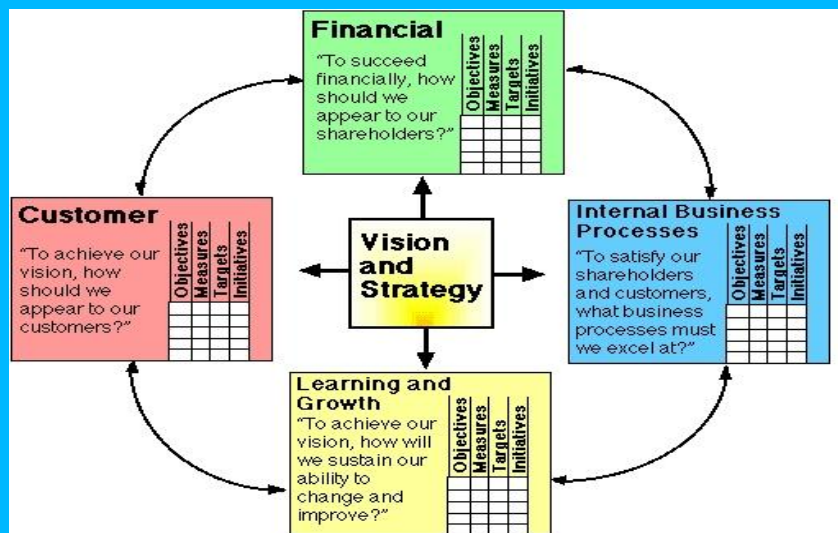 Financial
“To succeed
financially, how
should we
appear to our
shareholders?”
Objectives
Measures
Targets
Initiatives
Customer
“To achieve our
vision, how
should we
appear to our
customers?”
Objectives
Measures
Targets
Initiatives
Vision
and
Strategy
Internal Business
Processes
“To satisfy our
shareholders
and customers,
what business
processes must
we excel at?”
Objectives
Measures
Targets
Initiatives
Learning and
Growth
“To achieve our
vision, how will
we sustain our
ability to
change and
improve?”
Objectives
Measures
Targets
Initiatives